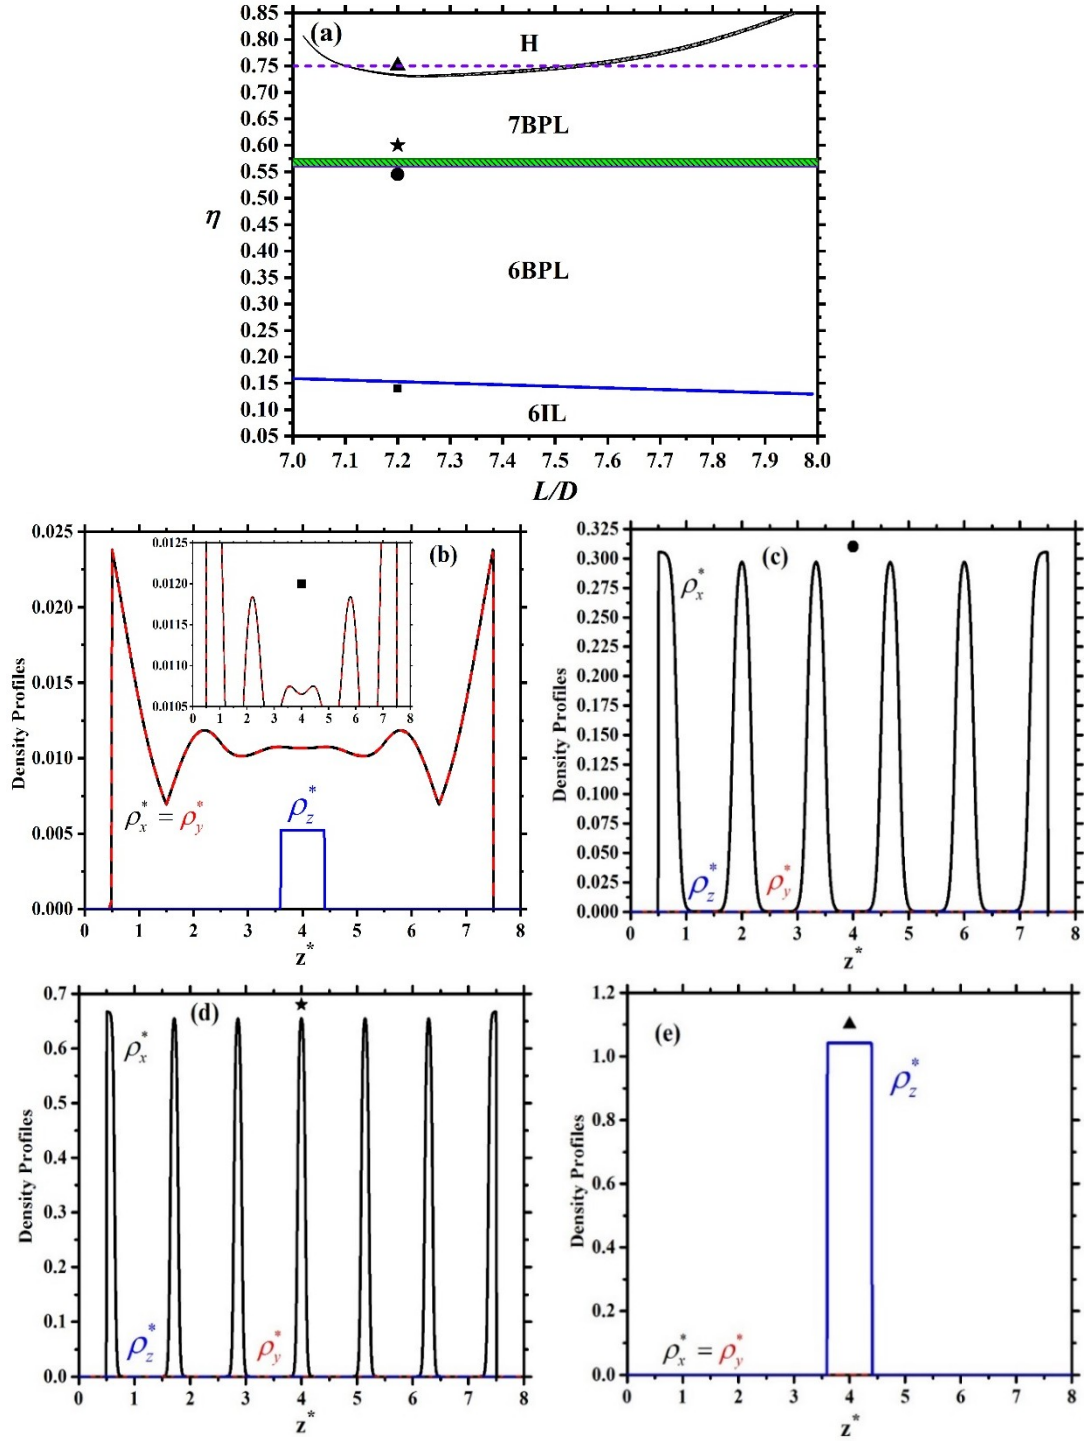 (a)
0.85
0.80
0.75
0.70
0.65
0.60
0.55
0.50
0.45
0.40
0.35
0.30
0.25
0.20
0.15
0.10
0.05
η
H
7BPL
6BPL
6IL
7.0 7.1 7.2 7.3 7.4 7.5 7.6 7.7 7.8 7.9 8.0
L/D
(b)
0.025
0.020
0.015
0.010
0.005
0.000
Density Profiles
0.0125
0.0120
0.0115
0.0110
0.0105
0 1 2 3 4 5 6 7 8
ρx* = ρy*
ρz*
0 1 2 3 4 5 6 7 8
z*
(c)
0.325
0.300
0.275
0.250
0.225
0.200
0.175
0.150
0.125
0.100
0.075
0.050
0.025
0.000
Density Profiles
ρx*
ρz* ρy*
0 1 2 3 4 5 6 7 8
z*
(d)
0.7
0.6
0.5
0.4
0.3
0.2
0.1
0.0
Density Profiles
ρx*
ρz* ρy*
0 1 2 3 4 5 6 7 8
z*
(e)
1.2
1.0
0.8
0.6
0.4
0.2
0.0
Density Profiles
ρz*
ρx* = ρy*
0 1 2 3 4 5 6 7 8
z*